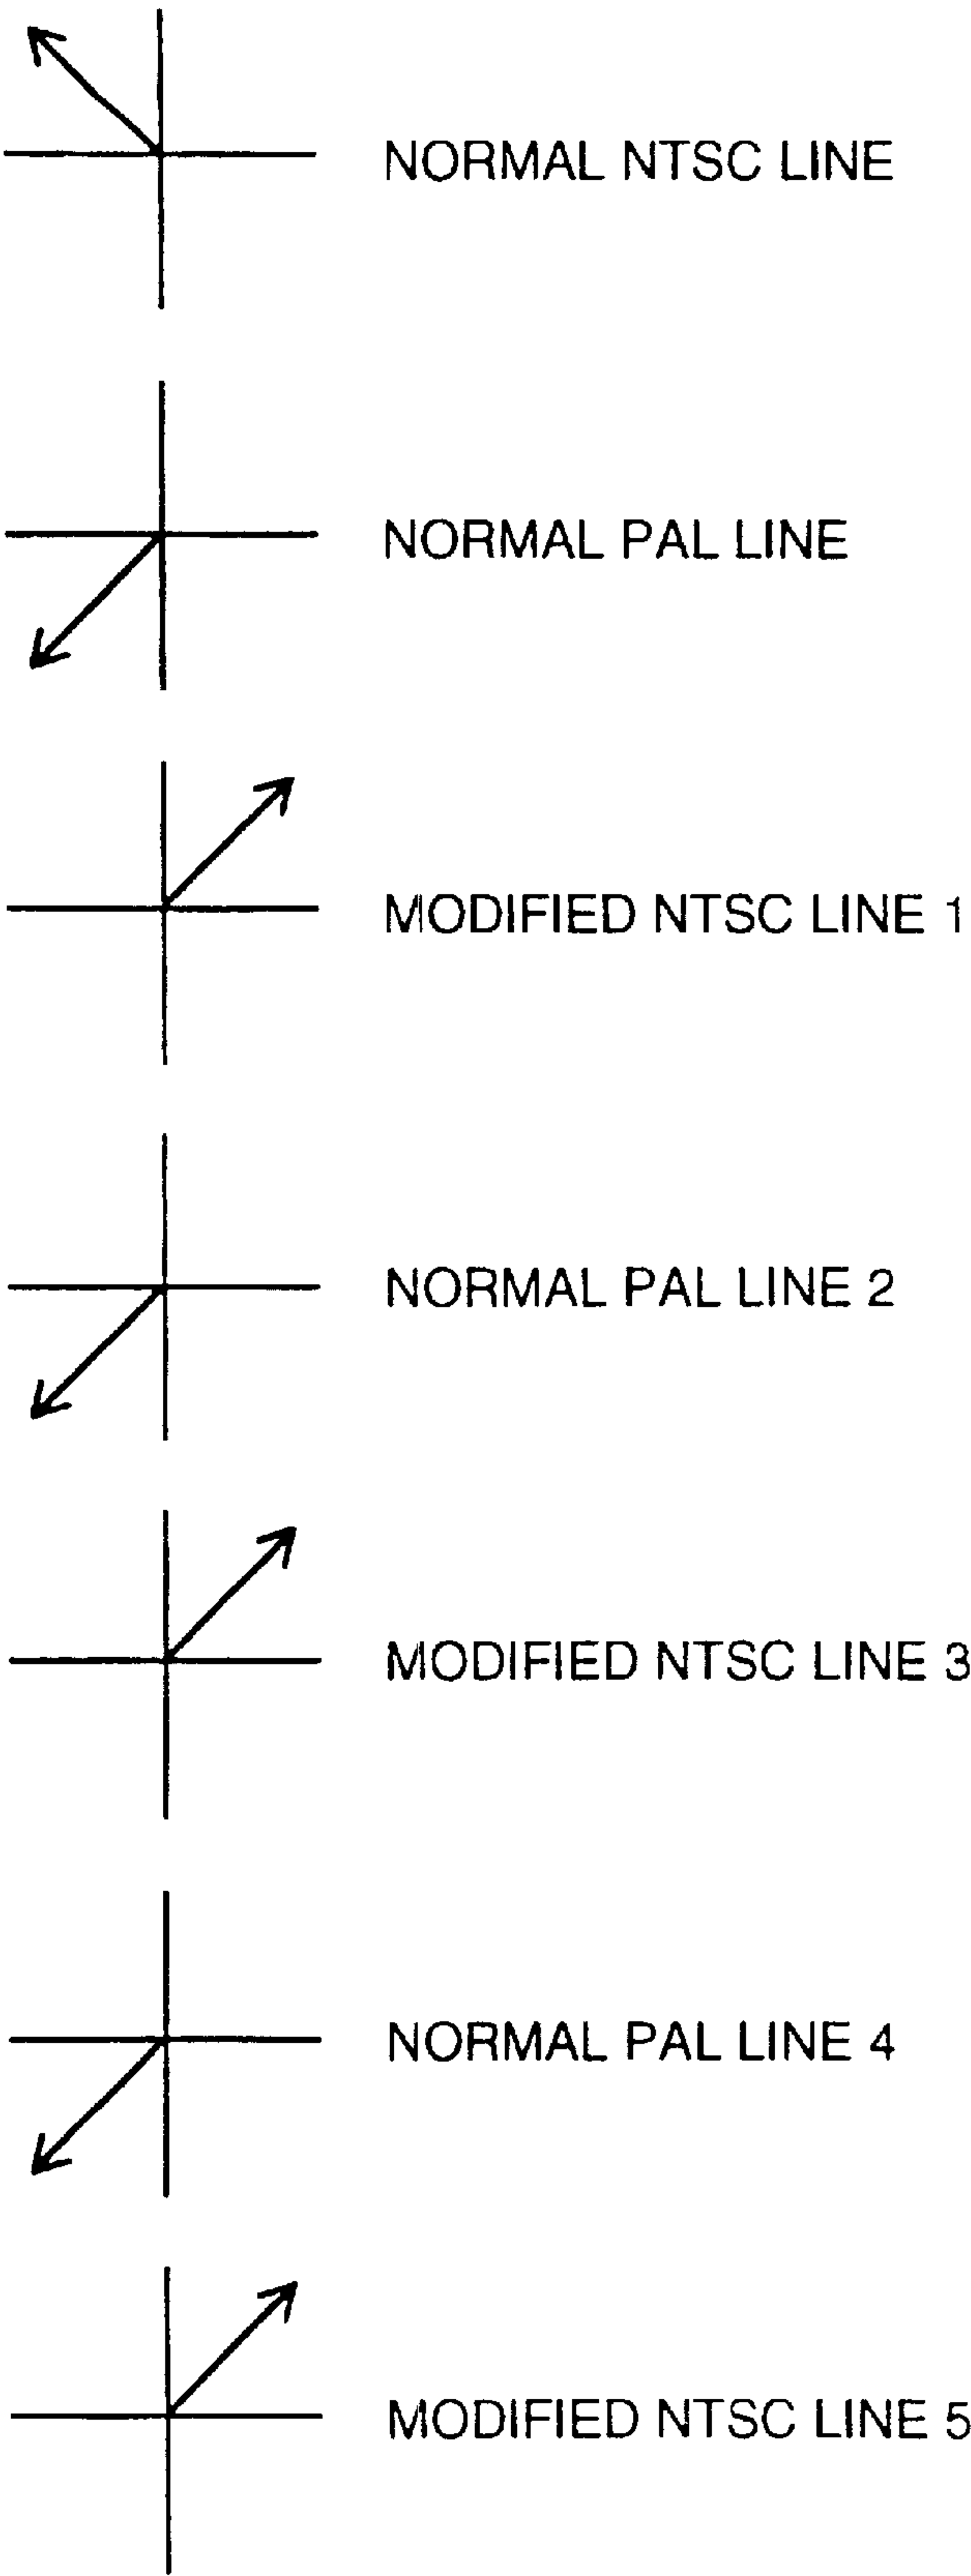 NORMAL NTSC LINE
NORMAL PAL LINE
MODIFIED NTSC LINE 1
NORMAL PAL LINE 2
MODIFIED NTSC LINE 3
NORMAL PAL LINE 4
MODIFIED NTSC LINE 5